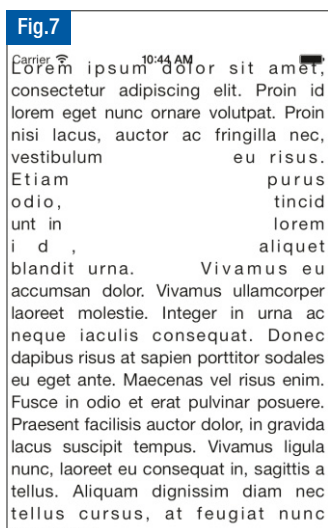 Fig.7
Carrier 10:44 AM
Lorem ipsum dolor sit amet,
consectetur adipiscing elit. Proin id
lorem eget nunc ornare volutpat. Proin
nisi lacus, auctor ac fringilla nec,
vestibulum eu risus.
Etiam purus
odio, tincid
unt in lorem
id, aliquet
blandit urna. Vivamus eu
accumsan dolor. Vivamus ullamcorper
laoreet molestie. Integer in urna ac
neque iaculis consequat. Donec
dapibus risus at sapien porttitor sodales
eu eget ante. Maecenas vel risus enim.
Fusce in odio et erat pulvinar posuere.
Praesent facilisis auctor dolor, in gravida
lacus suscipit tempus. Vivamus ligula
nunc, laoreet eu consequat in, sagittis a
tellus. Aliquam dignissim diam nec
tellus cursus, at feugiat nunc